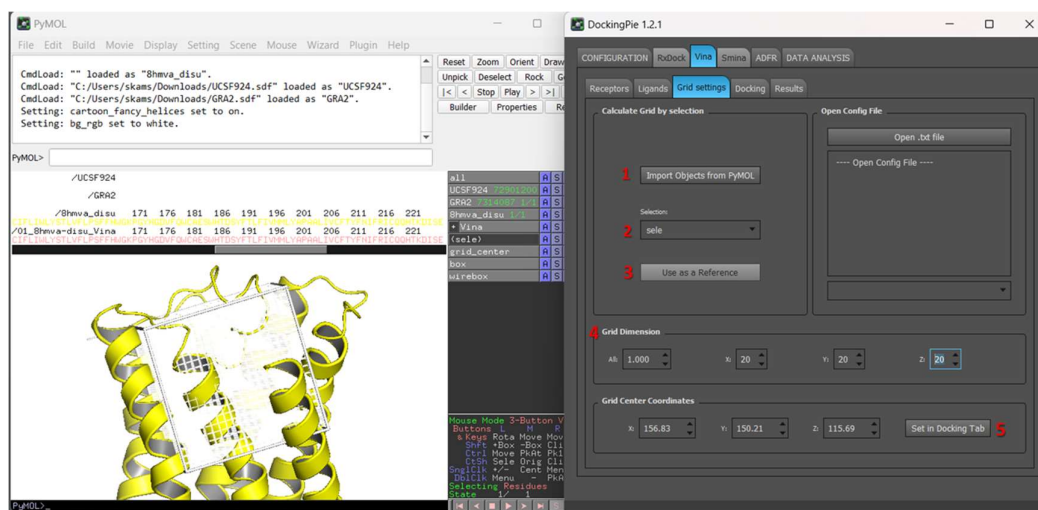 PyMOL
File Edit Build Movie Display Setting Scene Mouse Wizard Plugin Help
CmdLoad: "" loaded as "8hmva_disu".
CmdLoad: "C:/Users/skams/Downloads/UCSF924.sdf" loaded as "UCSF924".
CmdLoad: "C:/Users/skams/Downloads/GRA2.sdf" loaded as "GRA2".
Setting: cartoon_fancy_helices set to on.
Setting: bg_rgb set to white.
Reset Zoom Orient Draw
Unpick Deselect Rock
|< < Stop Play > >|
Builder Properties
PyMOL>
/UCSF924
/GRA2
/8hmva_disu 171 176 181 186 191 196 201 206 211 216 221
/01_8hmva-disu_Vina 171 176 181 186 191 196 201 206 211 216 221
all A S
UCSF924 A S
GRA2 1/1 A S
8hmva_disu 1/1 A S
+ Vina A S
(sele) A S
grid_center A S
box A S
wirebox A S
Mouse Mode 3-Button V
Buttons L M R
& Keys Rota Move Mov
Shft +Box -Box Cli
Ctrl Move PkAt Pk1
CtSh Sele Orig Cli
SnglClk +/- Cent Men
DblClk Menu - PkA
Selecting Residues
State 1/ 1
PyMOL>_
DockingPie 1.2.1
CONFIGURATION RxDock Vina Smina ADFR DATA ANALYSIS
Receptors Ligands Grid settings Docking Results
Calculate Grid by selection
1 Import Objects from PyMOL
Selection:
2 sele
3 Use as a Reference
Open Config File
Open .txt file
---- Open Config File ----
4 Grid Dimension
All: 1.000 X: 20 Y: 20 Z: 20
Grid Center Coordinates
X: 156.83 Y: 150.21 Z: 115.69 Set in Docking Tab 5